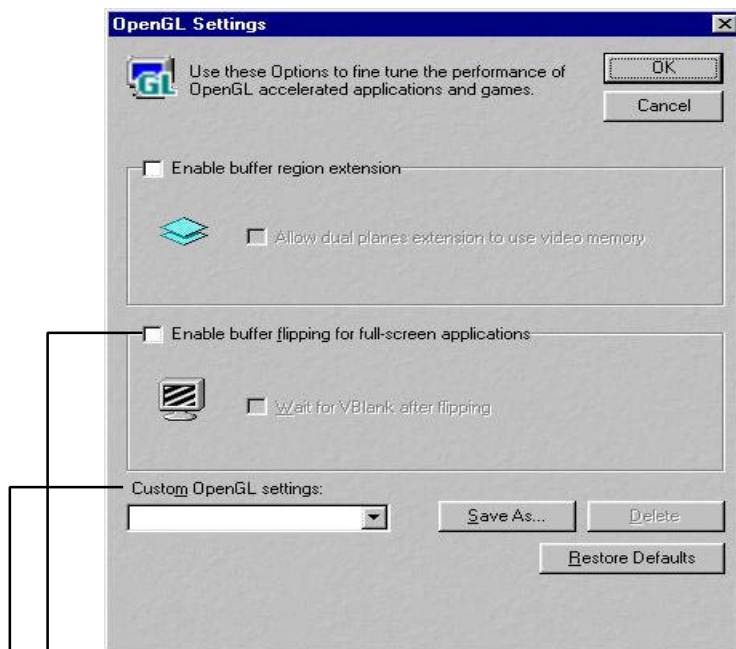 OpenGL Settings
Use these Options to fine tune the performance of
OpenGL accelerated applications and games.
OK
Cancel
Enable buffer region extension
Allow dual planes extension to use video memory
Enable buffer flipping for full-screen applications
Wait for VBlank after flipping
Custom OpenGL settings:
Save As...
Delete
Restore Defaults
GL